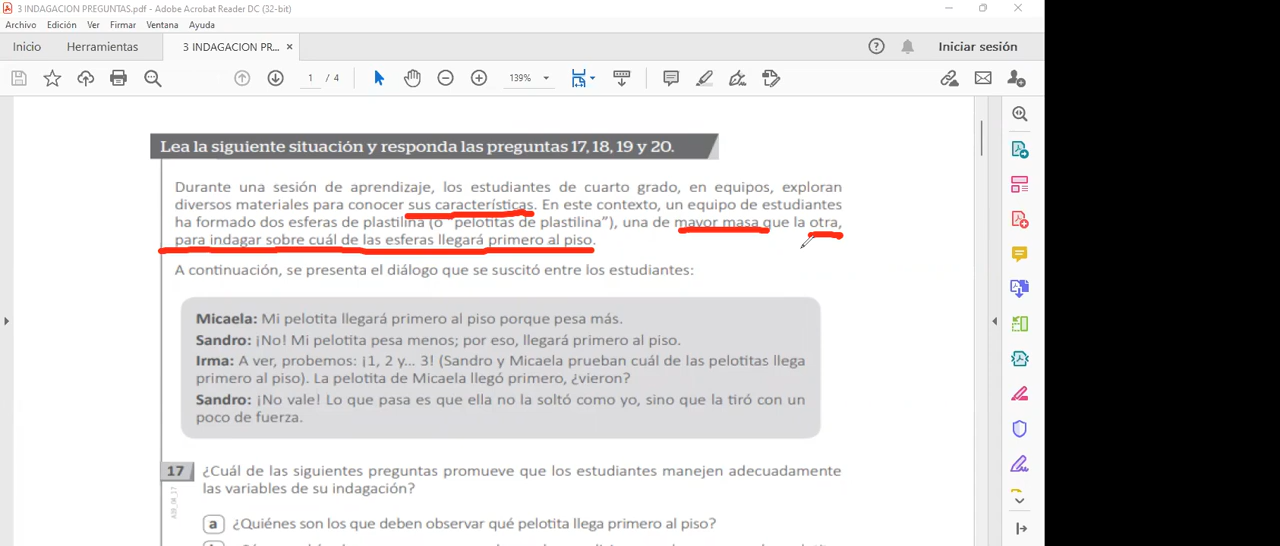 3 INDAGACION PREGUNTAS.pdf - Adobe Acrobat Reader DC (32-bit)
Archivo Edición Ver Firmar Ventana Ayuda
Inicio Herramientas 3 INDAGACION PR... × Iniciar sesión
1 / 4 139%
Lea la siguiente situación y responda las preguntas 17, 18, 19 y 20.
Durante una sesión de aprendizaje, los estudiantes de cuarto grado, en equipos, exploran
diversos materiales para conocer sus características. En este contexto, un equipo de estudiantes
ha formado dos esferas de plastilina (o "pelotitas de plastilina"), una de mayor masa que la otra,
para indagar sobre cuál de las esferas llegará primero al piso.
A continuación, se presenta el diálogo que se suscitó entre los estudiantes:
Micaela: Mi pelotita llegará primero al piso porque pesa más.
Sandro: ¡No! Mi pelotita pesa menos; por eso, llegará primero al piso.
Irma: A ver, probemos: ¡1, 2 y... 3! (Sandro y Micaela prueban cuál de las pelotitas llega
primero al piso). La pelotita de Micaela llegó primero, ¿vieron?
Sandro: ¡No vale! Lo que pasa es que ella no la soltó como yo, sino que la tiró con un
poco de fuerza.
17 ¿Cuál de las siguientes preguntas promueve que los estudiantes manejen adecuadamente
las variables de su indagación?
a ¿Quiénes son los que deben observar qué pelotita llega primero al piso?